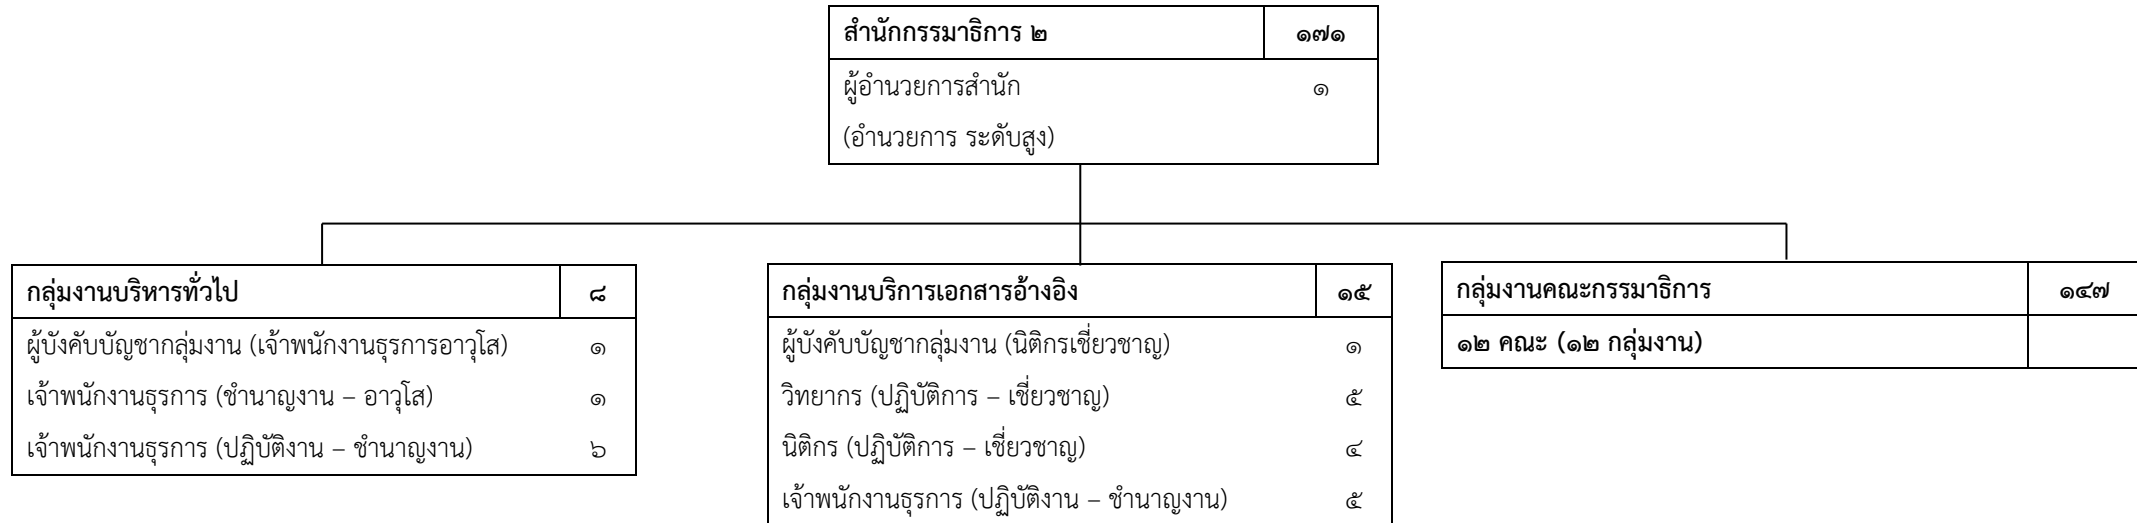 สำนักกรรมาธิการ ๒ ๑๗๑
ผู้อำนวยการสำนัก ๑
(อำนวยการ ระดับสูง)
กลุ่มงานบริหารทั่วไป ๘
ผู้บังคับบัญชากลุ่มงาน (เจ้าพนักงานธุรการอาวุโส) ๑
เจ้าพนักงานธุรการ (ชำนาญงาน – อาวุโส) ๑
เจ้าพนักงานธุรการ (ปฏิบัติงาน – ชำนาญงาน) ๖
กลุ่มงานบริการเอกสารอ้างอิง ๑๕
ผู้บังคับบัญชากลุ่มงาน (นิติกรเชี่ยวชาญ) ๑
วิทยากร (ปฏิบัติการ – เชี่ยวชาญ) ๕
นิติกร (ปฏิบัติการ – เชี่ยวชาญ) ๔
เจ้าพนักงานธุรการ (ปฏิบัติงาน – ชำนาญงาน) ๕
กลุ่มงานคณะกรรมาธิการ ๑๔๗
๑๒ คณะ (๑๒ กลุ่มงาน)